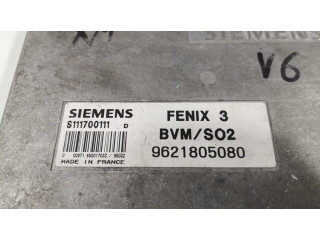 SIEMENS
V6
SIEMENS
FENIX 3
S111700111 D
BVM/SO2
9621805080
MADE IN FRANCE